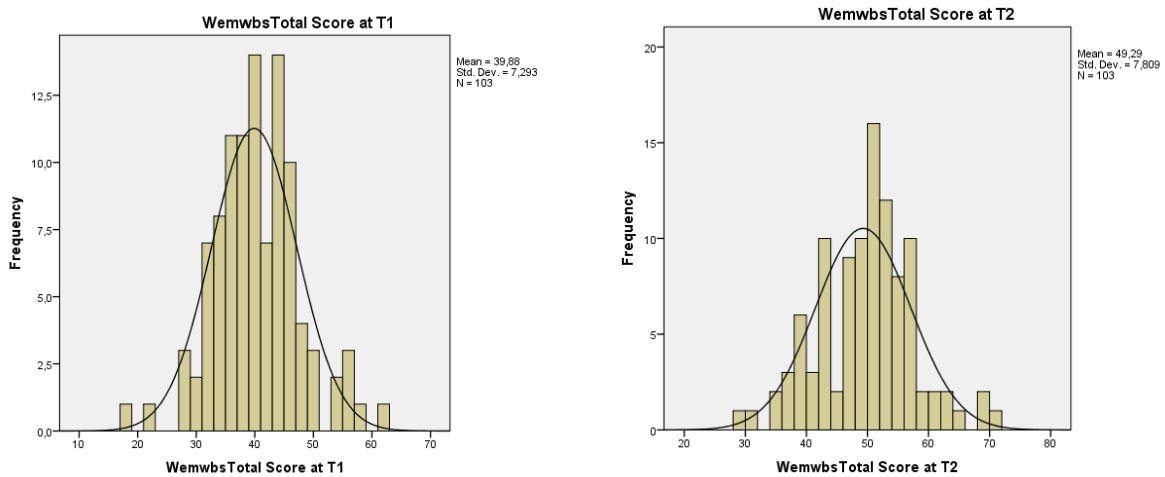 WemwbsTotal Score at T1
Mean = 39,88
Std. Dev. = 7,293
N = 103
Frequency
12,5
10,0
7,5
5,0
2,5
0,0
10 20 30 40 50 60 70
WemwbsTotal Score at T1
WemwbsTotal Score at T2
Mean = 49,29
Std. Dev. = 7,809
N = 103
Frequency
20
15
10
5
0
20 30 40 50 60 70 80
WemwbsTotal Score at T2